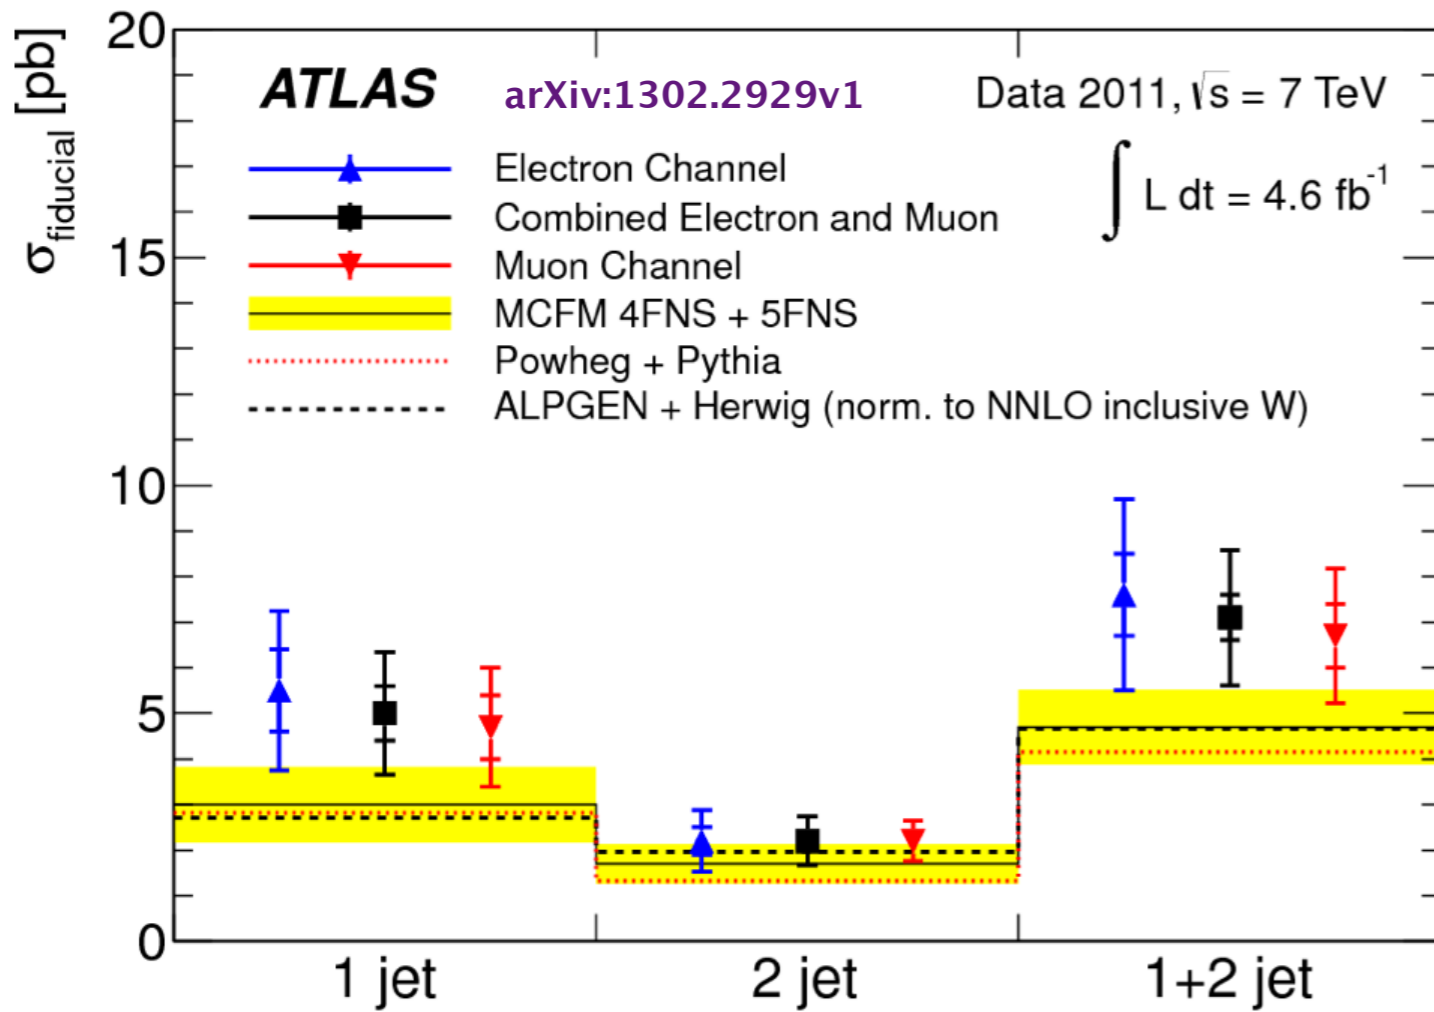 σfiducial [pb]
20
15
10
5
0
ATLAS
arXiv:1302.2929v1
Data 2011, √s = 7 TeV
∫ L dt = 4.6 fb-1
Electron Channel
Combined Electron and Muon
Muon Channel
MCFM 4FNS + 5FNS
Powheg + Pythia
ALPGEN + Herwig (norm. to NNLO inclusive W)
1 jet
2 jet
1+2 jet